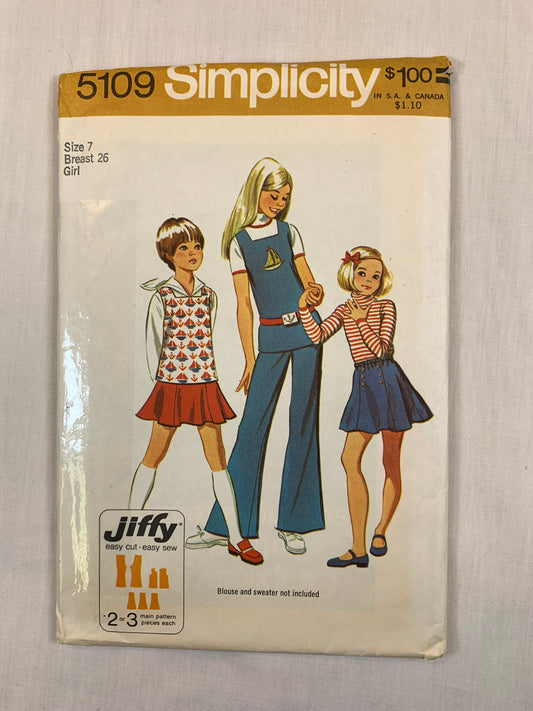 5109 Simplicity $1.00
IN S.A. & CANADA
$1.10
Size 7
Breast 26
Girl
jiffy®
easy cut • easy sew
2 or 3 main pattern pieces each
Blouse and sweater not included